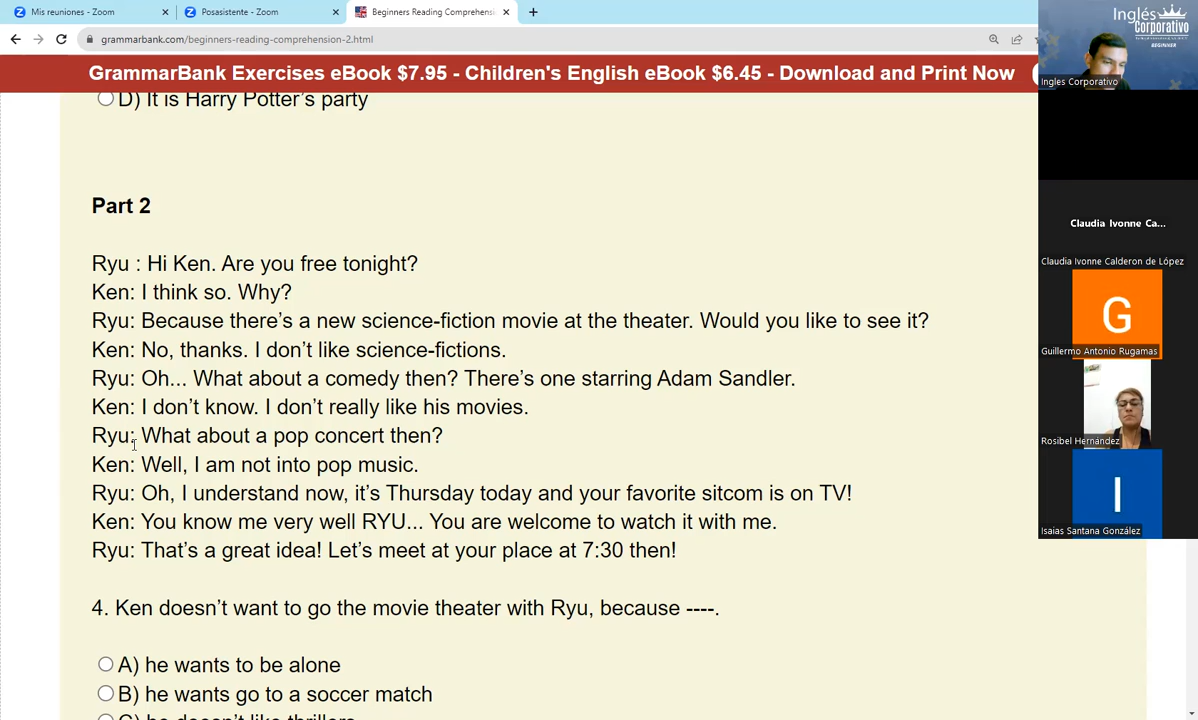 Mis reuniones - Zoom
Posasistente - Zoom
Beginners Reading Comprehensi
grammarbank.com/beginners-reading-comprehension-2.html
GrammarBank Exercises eBook $7.95 - Children's English eBook $6.45 - Download and Print Now
D) It is Harry Potter's party
Part 2
Ryu : Hi Ken. Are you free tonight?
Ken: I think so. Why?
Ryu: Because there's a new science-fiction movie at the theater. Would you like to see it?
Ken: No, thanks. I don't like science-fictions.
Ryu: Oh... What about a comedy then? There's one starring Adam Sandler.
Ken: I don't know. I don't really like his movies.
Ryu: What about a pop concert then?
Ken: Well, I am not into pop music.
Ryu: Oh, I understand now, it's Thursday today and your favorite sitcom is on TV!
Ken: You know me very well RYU... You are welcome to watch it with me.
Ryu: That's a great idea! Let's meet at your place at 7:30 then!
4. Ken doesn't want to go the movie theater with Ryu, because ----.
A) he wants to be alone
B) he wants go to a soccer match
C) he doesn't like thrillers
Inglés
Corporativo
BEGINNER
Ingles Corporativo
Claudia Ivonne Ca...
Claudia Ivonne Calderon de López
G
Guillermo Antonio Rugamas
Rosibel Hernández
I
Isaias Santana González